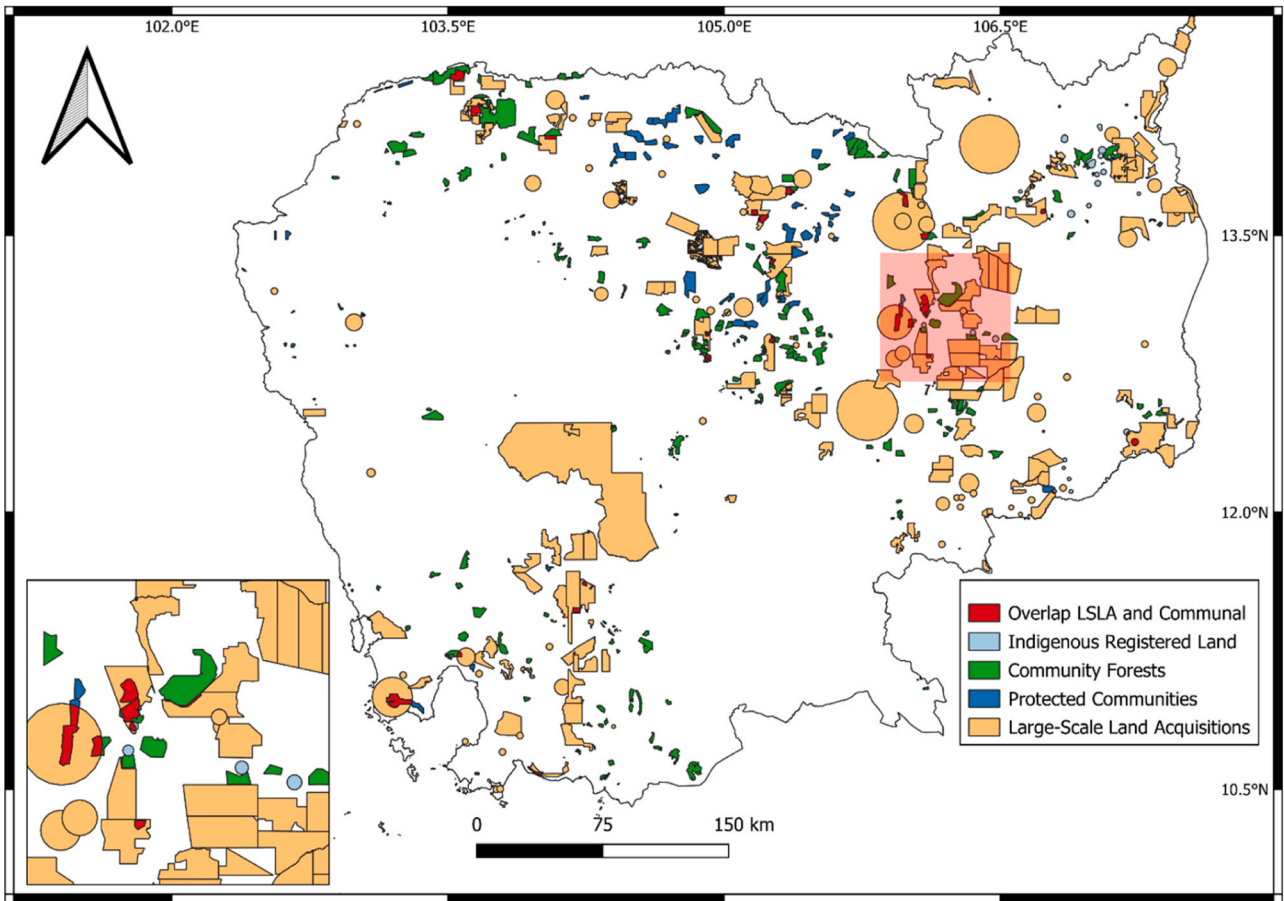 102.0°E 103.5°E 105.0°E 106.5°E
13.5°N
12.0°N
10.5°N
Overlap LSLA and Communal
Indigenous Registered Land
Community Forests
Protected Communities
Large-Scale Land Acquisitions
0 75 150 km